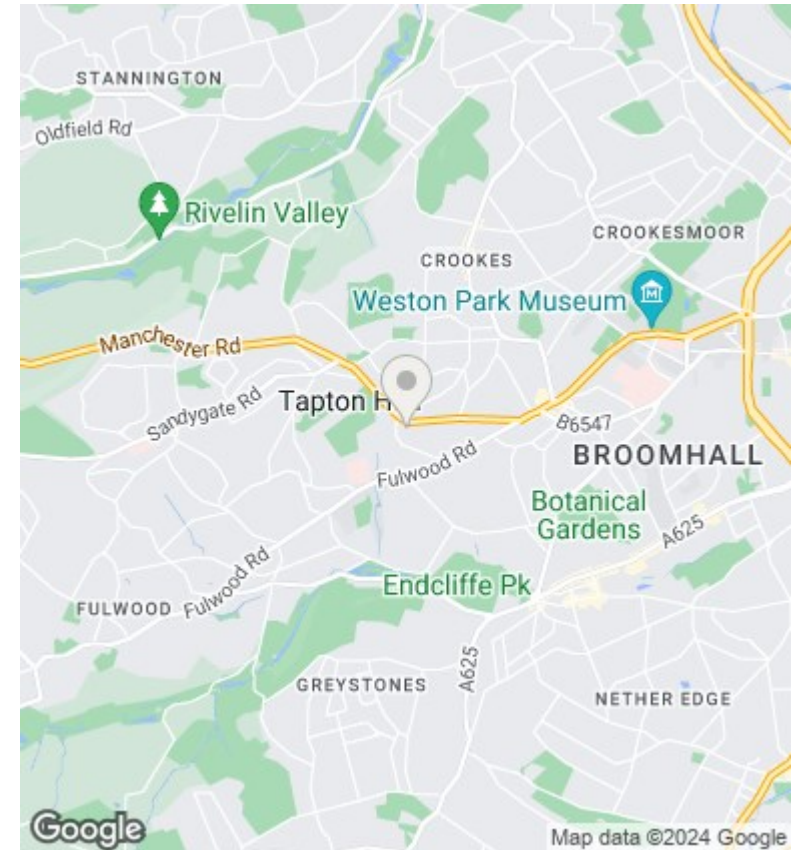 STANNINGTON
Oldfield Rd
Rivelin Valley
CROOKESMOOR
CROOKES
Weston Park Museum
Manchester Rd
Sandygate Rd
Tapton
B6547
BROOMHALL
Fulwood Rd
Botanical
Gardens
A625
Fulwood Rd
Endcliffe Pk
FULWOOD
A625
GREYSTONES
NETHER EDGE
Google
Map data ©2024 Google